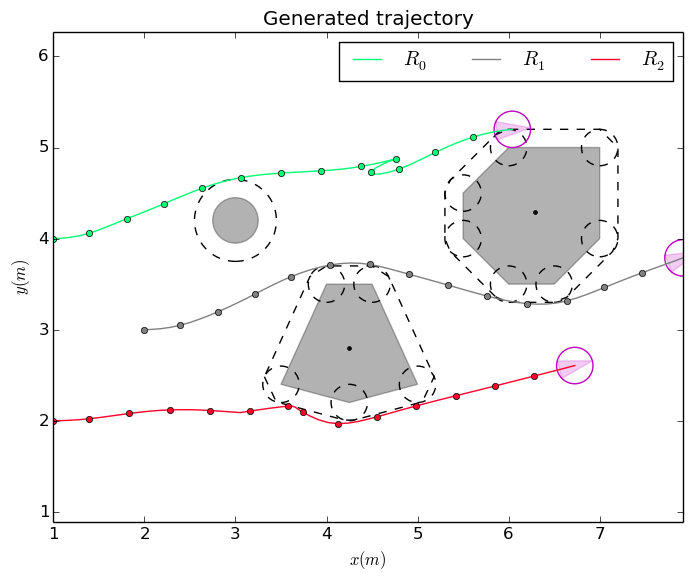 Generated trajectory
R₀ R₁ R₂
6
5
4
3
2
1
y(m)
1 2 3 4 5 6 7
x(m)